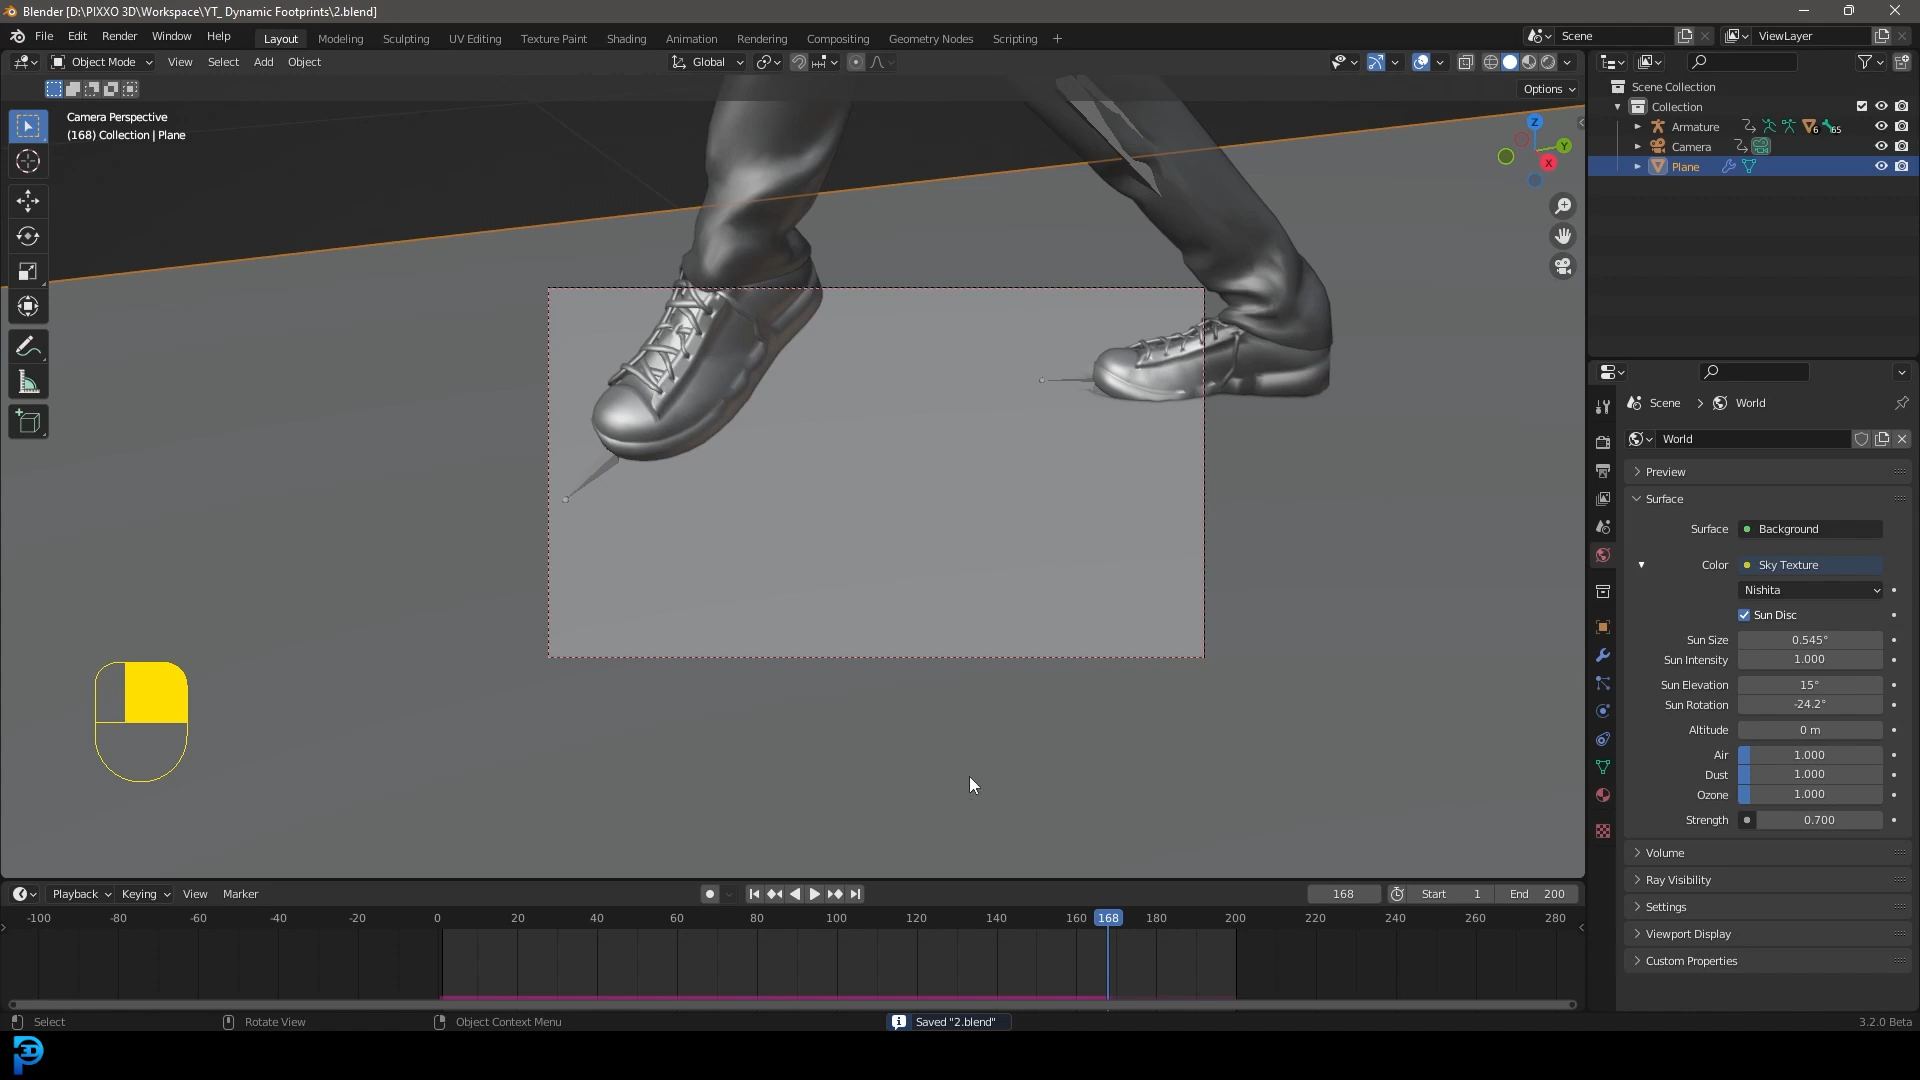 Blender [D:\PIXXO 3D\Workspace\YT_ Dynamic Footprints\2.blend]
File Edit Render Window Help
Layout Modeling Sculpting UV Editing Texture Paint Shading Animation Rendering Compositing Geometry Nodes Scripting +
Scene
ViewLayer
Object Mode View Select Add Object
Global
Options
Camera Perspective
(168) Collection | Plane
Z
Y
X
Scene Collection
Collection
Armature 6 65
Camera
Plane
Scene > World
World
Preview
Surface
Surface Background
Color Sky Texture
Nishita
Sun Disc
Sun Size 0.545°
Sun Intensity 1.000
Sun Elevation 15°
Sun Rotation -24.2°
Altitude 0 m
Air 1.000
Dust 1.000
Ozone 1.000
Strength 0.700
Volume
Ray Visibility
Settings
Viewport Display
Custom Properties
Playback Keying View Marker
168 Start 1 End 200
-100 -80 -60 -40 -20 0 20 40 60 80 100 120 140 160 168 180 200 220 240 260 280
Select Rotate View Object Context Menu
Saved "2.blend"
3.2.0 Beta